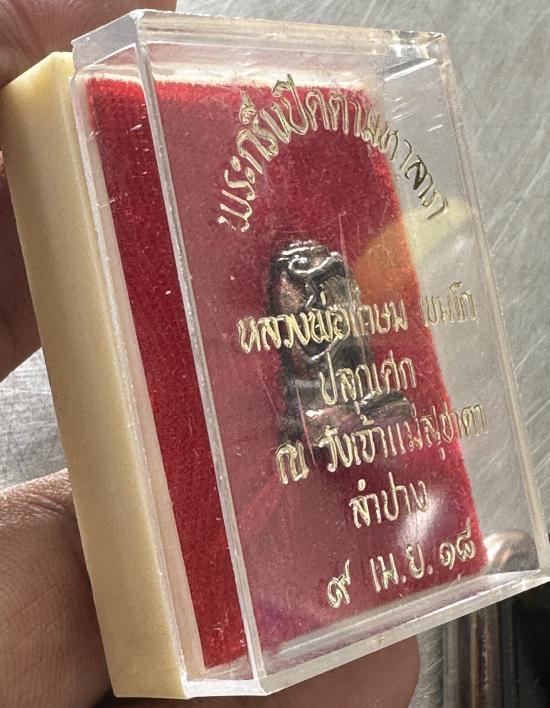 พระกริ่งปิดตามหาลาภ
หลวงพ่อเกษม เขมโก
ปลุกเศก
ณ วังเจ้าแม่สุชาดา
ลำปาง
๙ เม.ย. ๑๘